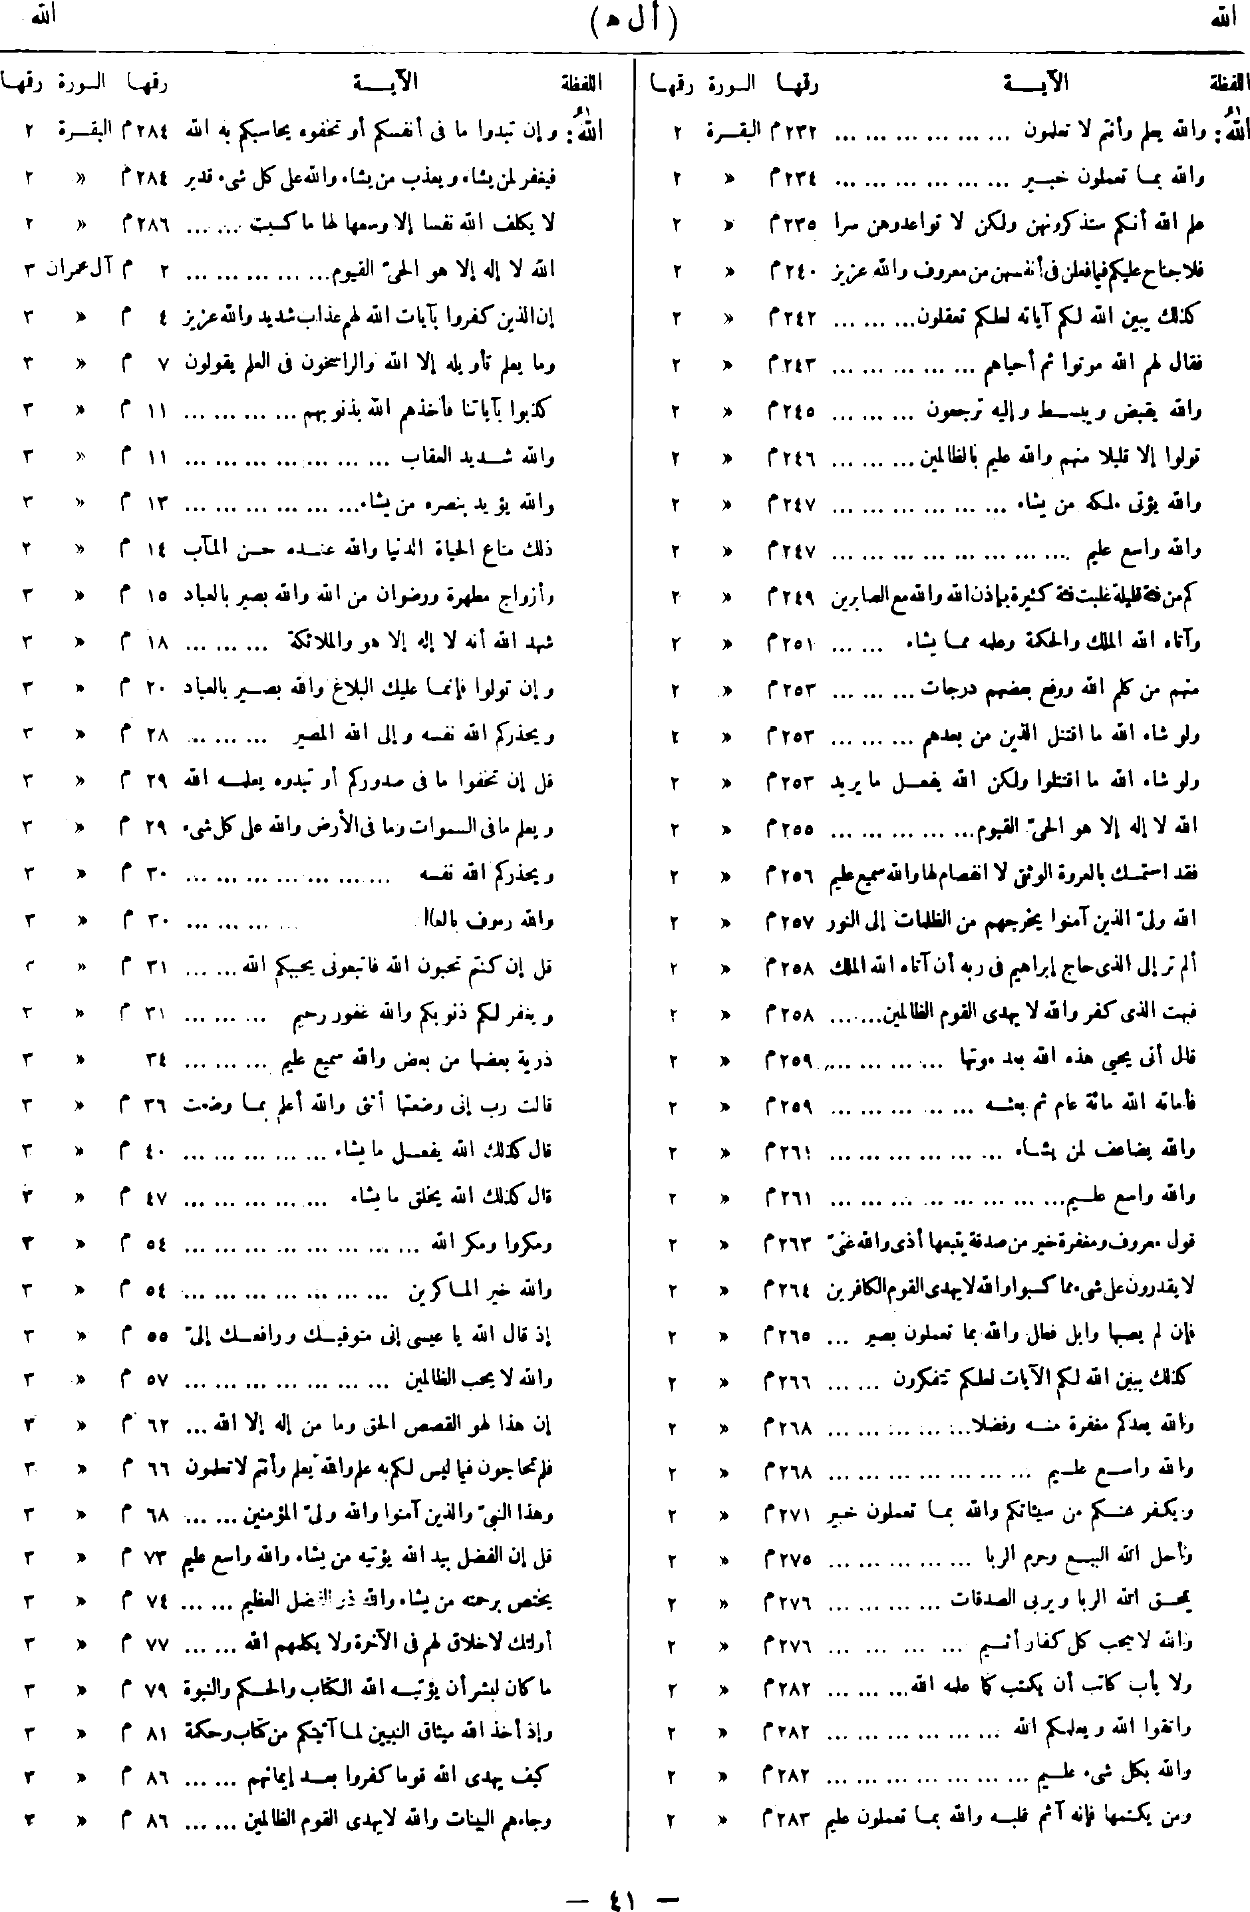 الله (أ ل ه) الله
اللفظة الآيـــة رقمها السورة رقمها
اللهُ: والله يعلم وأنتم لا تعلمون ... ... ... ... ... ... ٢٣٢ م البقرة ٢
والله بمـا تعملون خبـير ... ... ... ... ... ... ٢٣٤ م » ٢
علم الله أنكم ستذكرونهن ولكن لا تواعدوهن سرا ٢٣٥ م » ٢
فلا جناح عليكم فيما فعلن فى أنفسهن من معروف والله عزيز ٢٤٠ م » ٢
كذلك يبين الله لكم آياته لعلكم تعقلون ... ... ... ٢٤٢ م » ٢
فقال لهم الله موتوا ثم أحياهم ... ... ... ... ... ٢٤٣ م » ٢
والله يقبض ويبسـط وإليه ترجعون ... ... ... ٢٤٥ م » ٢
تولوا إلا قليلا منهم والله عليم بالظالمين ... ... ... ٢٤٦ م » ٢
والله يؤتى ملكه من يشاء ... ... ... ... ... ... ٢٤٧ م » ٢
والله واسع عليم ... ... ... ... ... ... ... ... ٢٤٧ م » ٢
كم من فئة قليلة غلبت فئة كثيرة بإذن الله والله مع الصابرين ٢٤٩ م » ٢
وآتاه الله الملك والحكمة وعلمه ممـا يشاء ... ... ٢٥١ م » ٢
منهم من كلم الله ورفع بعضهم درجات ... ... ... ٢٥٣ م » ٢
ولو شاء الله ما اقتتل الذين من بعدهم ... ... ... ٢٥٣ م » ٢
ولو شاء الله ما اقتتلوا ولكن الله يفعـل ما يريد ٢٥٣ م » ٢
الله لا إله إلا هو الحىّ القيوم ... ... ... ... ... ٢٥٥ م » ٢
فقد استمسك بالعروة الوثقى لا انفصام لها والله سميع عليم ٢٥٦ م » ٢
الله ولىّ الذين آمنوا يخرجهم من الظلمات إلى النور ٢٥٧ م » ٢
ألم تر إلى الذى حاج إبراهيم فى ربه أن آتاه الله الملك ٢٥٨ م » ٢
فبهت الذى كفر والله لا يهدى القوم الظالمين ... ... ٢٥٨ م » ٢
قال أنى يحيي هذه الله بعد موتها ... ... ... ... ٢٥٩ م » ٢
فأماته الله مائة عام ثم بعثـه ... ... ... ... ... ٢٥٩ م » ٢
والله يضاعف لمن يشـاء ... ... ... ... ... ... ٢٦١ م » ٢
والله واسع عليـم ... ... ... ... ... ... ... ... ٢٦١ م » ٢
قول معروف ومغفرة خير من صدقة يتبعها أذى والله غنىّ ٢٦٣ م » ٢
لا يقدرون على شىء مما كسبوا والله لا يهدى القوم الكافرين ٢٦٤ م » ٢
فإن لم يصبها وابل فطل والله بما تعملون بصير ... ٢٦٥ م » ٢
كذلك يبين الله لكم الآيات لعلكم تتفكرون ... ... ٢٦٦ م » ٢
والله يعدكم مغفرة منـه وفضلا ... ... ... ... ... ٢٦٨ م » ٢
والله واسـع عليـم ... ... ... ... ... ... ... ٢٦٨ م » ٢
ويكفر عنـكم من سيئاتكم والله بمـا تعملون خبير ٢٧١ م » ٢
وأحل الله البيـع وحرم الربا ... ... ... ... ... ٢٧٥ م » ٢
يمحـق الله الربا ويربى الصدقات ... ... ... ... ٢٧٦ م » ٢
والله لا يحب كل كفار أثيـم ... ... ... ... ... ٢٧٦ م » ٢
ولا يأب كاتب أن يكتب كما علمه الله ... ... ... ٢٨٢ م » ٢
واتقوا الله ويعلمكم الله ... ... ... ... ... ... ٢٨٢ م » ٢
والله بكل شىء عليـم ... ... ... ... ... ... ... ٢٨٢ م » ٢
ومن يكتمها فإنه آثم قلبـه والله بمـا تعملون عليم ٢٨٣ م » ٢
اللفظة الآيـــة رقمها السورة رقمها
اللهُ: وإن تبدوا ما فى أنفسكم أو تخفوه يحاسبكم به الله ٢٨٤ م البقرة ٢
فيغفر لمن يشاء ويعذب من يشاء والله على كل شىء قدير ٢٨٤ م » ٢
لا يكلف الله نفسا إلا وسعها لها ما كسبت ... ... ٢٨٦ م » ٢
الله لا إله إلا هو الحىّ القيوم ... ... ... ... ... ٢ م آل عمران ٣
إن الذين كفروا بآيات الله لهم عذاب شديد والله عزيز ٤ م » ٣
وما يعلم تأويله إلا الله والراسخون فى العلم يقولون ٧ م » ٣
كذبوا بآياتنا فأخذهم الله بذنوبهم ... ... ... ... ١١ م » ٣
والله شـديد العقاب ... ... ... ... ... ... ... ١١ م » ٣
والله يؤيد بنصره من يشاء ... ... ... ... ... ... ١٣ م » ٣
ذلك متاع الحياة الدنيا والله عنـده حسـن المآب ١٤ م » ٣
وأزواج مطهرة ورضوان من الله والله بصير بالعباد ١٥ م » ٣
شهد الله أنه لا إله إلا هو والملائكة ... ... ... ١٨ م » ٣
وإن تولوا فإنمـا عليك البلاغ والله بصـير بالعباد ٢٠ م » ٣
ويحذركم الله نفسه وإلى الله المصير ... ... ... ٢٨ م » ٣
قل إن تخفوا ما فى صدوركم أو تبدوه يعلمـه الله ٢٩ م » ٣
ويعلم ما فى السموات وما فى الأرض والله على كل شىء ٢٩ م » ٣
ويحذركم الله نفسه ... ... ... ... ... ... ... ٣٠ م » ٣
والله رءوف ... ... ... ... ٣٠ م » ٣
قل إن كنتم تحبون الله فاتبعونى يحببكم الله ... ... ٣١ م » ٣
ويغفر لكم ذنوبكم والله غفور رحيم ... ... ... ٣١ م » ٣
ذرية بعضها من بعض والله سميع عليم ... ... ... ٣٤ » ٣
قالت رب إنى وضعتها أنثى والله أعلم بمـا وضعت ٣٦ م » ٣
قال كذلك الله يفعـل ما يشاء ... ... ... ... ... ٤٠ م » ٣
قال كذلك الله يخلق ما يشاء ... ... ... ... ... ٤٧ م » ٣
ومكروا ومكر الله ... ... ... ... ... ... ... ... ٥٤ م » ٣
والله خير المـاكرين ... ... ... ... ... ... ... ٥٤ م » ٣
إذ قال الله يا عيسى إنى متوفيـك ورافعـك إلىّ ٥٥ م » ٣
والله لا يحب الظالمين ... ... ... ... ... ... ... ٥٧ م » ٣
إن هذا لهو القصص الحق وما من إله إلا الله ... ٦٢ م » ٣
فلم تحاجون فيما ليس لكم به علم والله يعلم وأنتم لا تعلمون ٦٦ م » ٣
وهذا النبىّ والذين آمنوا والله ولىّ المؤمنين ... ... ٦٨ م » ٣
قل إن الفضل بيد الله يؤتيه من يشاء والله واسع عليم ٧٣ م » ٣
يختص برحمته من يشاء والله ذو الفضل العظيم ... ... ٧٤ م » ٣
أولئك لا خلاق لهم فى الآخرة ولا يكلمهم الله ... ... ٧٧ م » ٣
ما كان لبشر أن يؤتيـه الله الكتاب والحـكم والنبوة ٧٩ م » ٣
وإذ أخذ الله ميثاق النبيين لمـا آتيتكم من كتاب وحكمة ٨١ م » ٣
كيف يهدى الله قوما كفروا بعـد إيمانهم ... ... ٨٦ م » ٣
وجاءهم البينات والله لا يهدى القوم الظالمين ... ... ٨٦ م » ٣
— ٤١ —